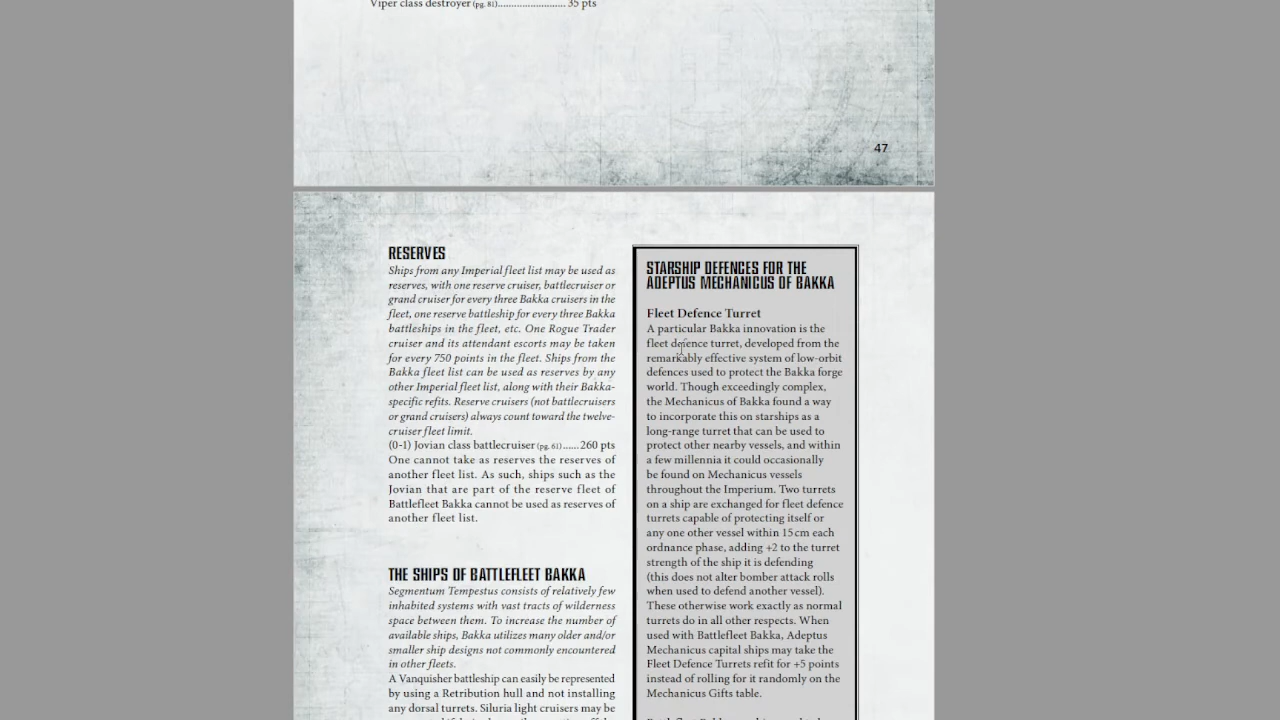 Viper class destroyer (pg. 81)........................ 35 pts
47
RESERVES
Ships from any Imperial fleet list may be used as
reserves, with one reserve cruiser, battlecruiser or
grand cruiser for every three Bakka cruisers in the
fleet, one reserve battleship for every three Bakka
battleships in the fleet, etc. One Rogue Trader
cruiser and its attendant escorts may be taken
for every 750 points in the fleet. Ships from the
Bakka fleet list can be used as reserves by any
other Imperial fleet list, along with their Bakka-
specific refits. Reserve cruisers (not battlecruisers
or grand cruisers) always count toward the twelve-
cruiser fleet limit.
(0-1) Jovian class battlecruiser (pg. 61)......260 pts
One cannot take as reserves the reserves of
another fleet list. As such, ships such as the
Jovian that are part of the reserve fleet of
Battlefleet Bakka cannot be used as reserves of
another fleet list.
THE SHIPS OF BATTLEFLEET BAKKA
Segmentum Tempestus consists of relatively few
inhabited systems with vast tracts of wilderness
space between them. To increase the number of
available ships, Bakka utilizes many older and/or
smaller ship designs not commonly encountered
in other fleets.
A Vanquisher battleship can easily be represented
by using a Retribution hull and not installing
any dorsal turrets. Siluria light cruisers may be
STARSHIP DEFENCES FOR THE
ADEPTUS MECHANICUS OF BAKKA
Fleet Defence Turret
A particular Bakka innovation is the
fleet defence turret, developed from the
remarkably effective system of low-orbit
defences used to protect the Bakka forge
world. Though exceedingly complex,
the Mechanicus of Bakka found a way
to incorporate this on starships as a
long-range turret that can be used to
protect other nearby vessels, and within
a few millennia it could occasionally
be found on Mechanicus vessels
throughout the Imperium. Two turrets
on a ship are exchanged for fleet defence
turrets capable of protecting itself or
any one other vessel within 15cm each
ordnance phase, adding +2 to the turret
strength of the ship it is defending
(this does not alter bomber attack rolls
when used to defend another vessel).
These otherwise work exactly as normal
turrets do in all other respects. When
used with Battlefleet Bakka, Adeptus
Mechanicus capital ships may take the
Fleet Defence Turrets refit for +5 points
instead of rolling for it randomly on the
Mechanicus Gifts table.